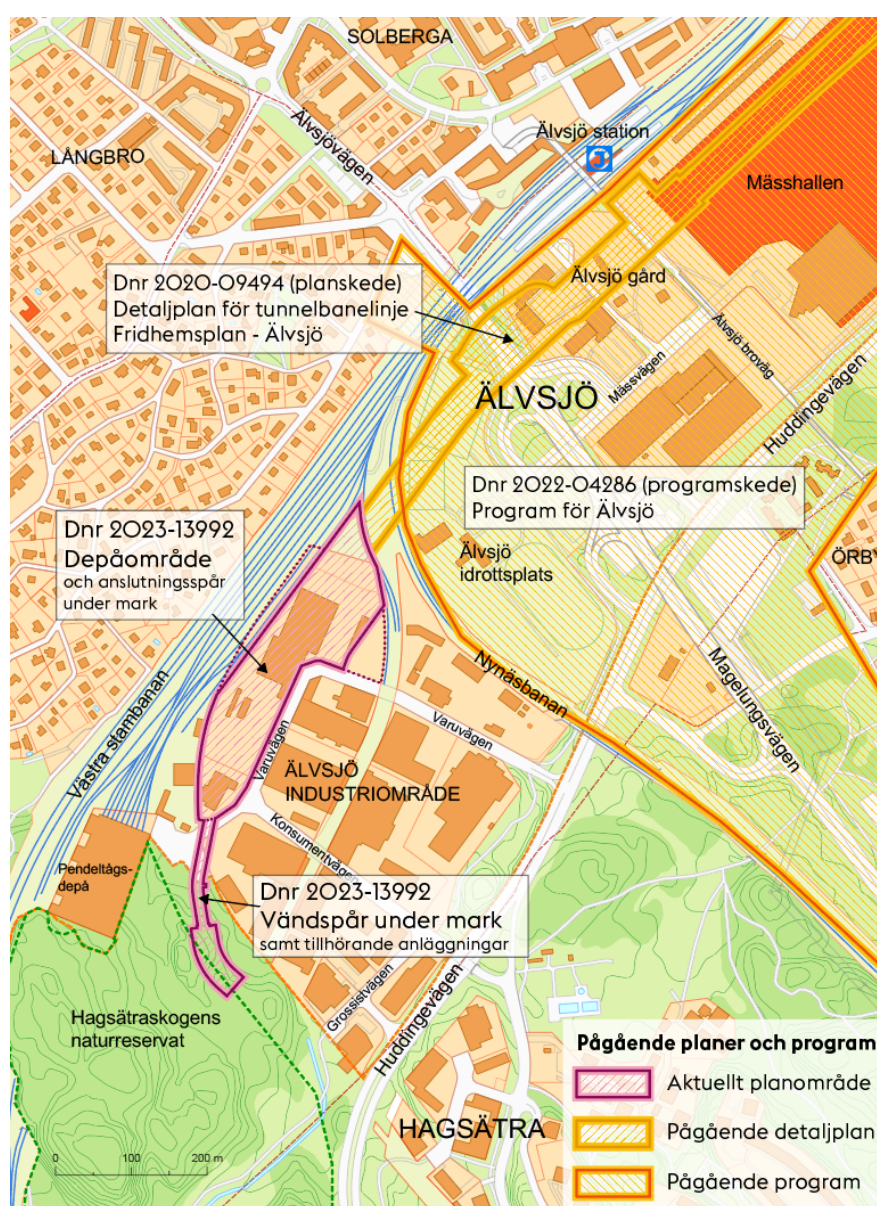 SOLBERGA
Älvsjövägen
Älvsjö station
J
LÅNGBRO
Mässhallen
Dnr 2020-09494 (planskede)
Detaljplan för tunnelbanelinje
Fridhemsplan - Älvsjö
Älvsjö gård
Älvsjö broväg
Mässvägen
Huddingevägen
ÄLVSJÖ
Dnr 2022-04286 (programskede)
Program för Älvsjö
Dnr 2023-13992
Depåområde
och anslutningsspår
under mark
Älvsjö
idrottsplats
ÖRBY
Nynäsbanan
Magelungsvägen
Västra stambanan
Varuvägen
Varuvägen
ÄLVSJÖ
INDUSTRIOMRÅDE
Konsumentvägen
Pendeltågs-
depå
Dnr 2023-13992
Vändspår under mark
samt tillhörande anläggningar
Grossistvägen
Huddingevägen
Hagsätraskogens
naturreservat
HAGSÄTRA
0 100 200 m
Pågående planer och program
Aktuellt planområde
Pågående detaljplan
Pågående program